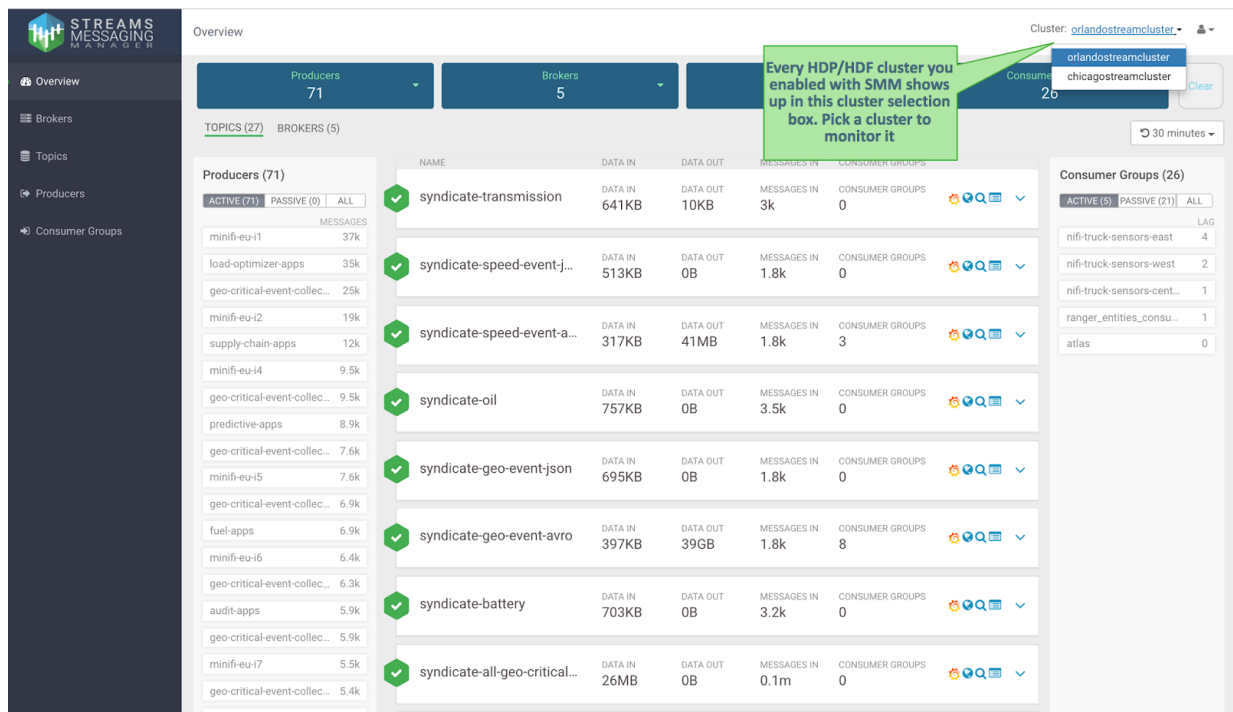 STREAMS
MESSAGING
MANAGER
Overview
Cluster: orlandostreamcluster
orlandostreamcluster
chicagostreamcluster
Overview
Brokers
Topics
Producers
Consumer Groups
Producers
71
Brokers
5
Consume
26
Clear
Every HDP/HDF cluster you
enabled with SMM shows
up in this cluster selection
box. Pick a cluster to
monitor it
TOPICS (27) BROKERS (5)
30 minutes
Producers (71)
ACTIVE (71) PASSIVE (0) ALL
MESSAGES
minifi-eu-i1 37k
load-optimizer-apps 35k
geo-critical-event-collec... 25k
minifi-eu-i2 19k
supply-chain-apps 12k
minifi-eu-i4 9.5k
geo-critical-event-collec... 9.5k
predictive-apps 8.9k
geo-critical-event-collec... 7.6k
minifi-eu-i5 7.6k
geo-critical-event-collec... 6.9k
fuel-apps 6.9k
minifi-eu-i6 6.4k
geo-critical-event-collec... 6.3k
audit-apps 5.9k
geo-critical-event-collec... 5.9k
minifi-eu-i7 5.5k
geo-critical-event-collec... 5.4k
NAME DATA IN DATA OUT MESSAGES IN CONSUMER GROUPS
syndicate-transmission
DATA IN DATA OUT MESSAGES IN CONSUMER GROUPS
641KB 10KB 3k 0
syndicate-speed-event-j...
DATA IN DATA OUT MESSAGES IN CONSUMER GROUPS
513KB 0B 1.8k 0
syndicate-speed-event-a...
DATA IN DATA OUT MESSAGES IN CONSUMER GROUPS
317KB 41MB 1.8k 3
syndicate-oil
DATA IN DATA OUT MESSAGES IN CONSUMER GROUPS
757KB 0B 3.5k 0
syndicate-geo-event-json
DATA IN DATA OUT MESSAGES IN CONSUMER GROUPS
695KB 0B 1.8k 0
syndicate-geo-event-avro
DATA IN DATA OUT MESSAGES IN CONSUMER GROUPS
397KB 39GB 1.8k 8
syndicate-battery
DATA IN DATA OUT MESSAGES IN CONSUMER GROUPS
703KB 0B 3.2k 0
syndicate-all-geo-critical...
DATA IN DATA OUT MESSAGES IN CONSUMER GROUPS
26MB 0B 0.1m 0
Consumer Groups (26)
ACTIVE (5) PASSIVE (21) ALL
LAG
nifi-truck-sensors-east 4
nifi-truck-sensors-west 2
nifi-truck-sensors-cent... 1
ranger_entities_consu... 1
atlas 0